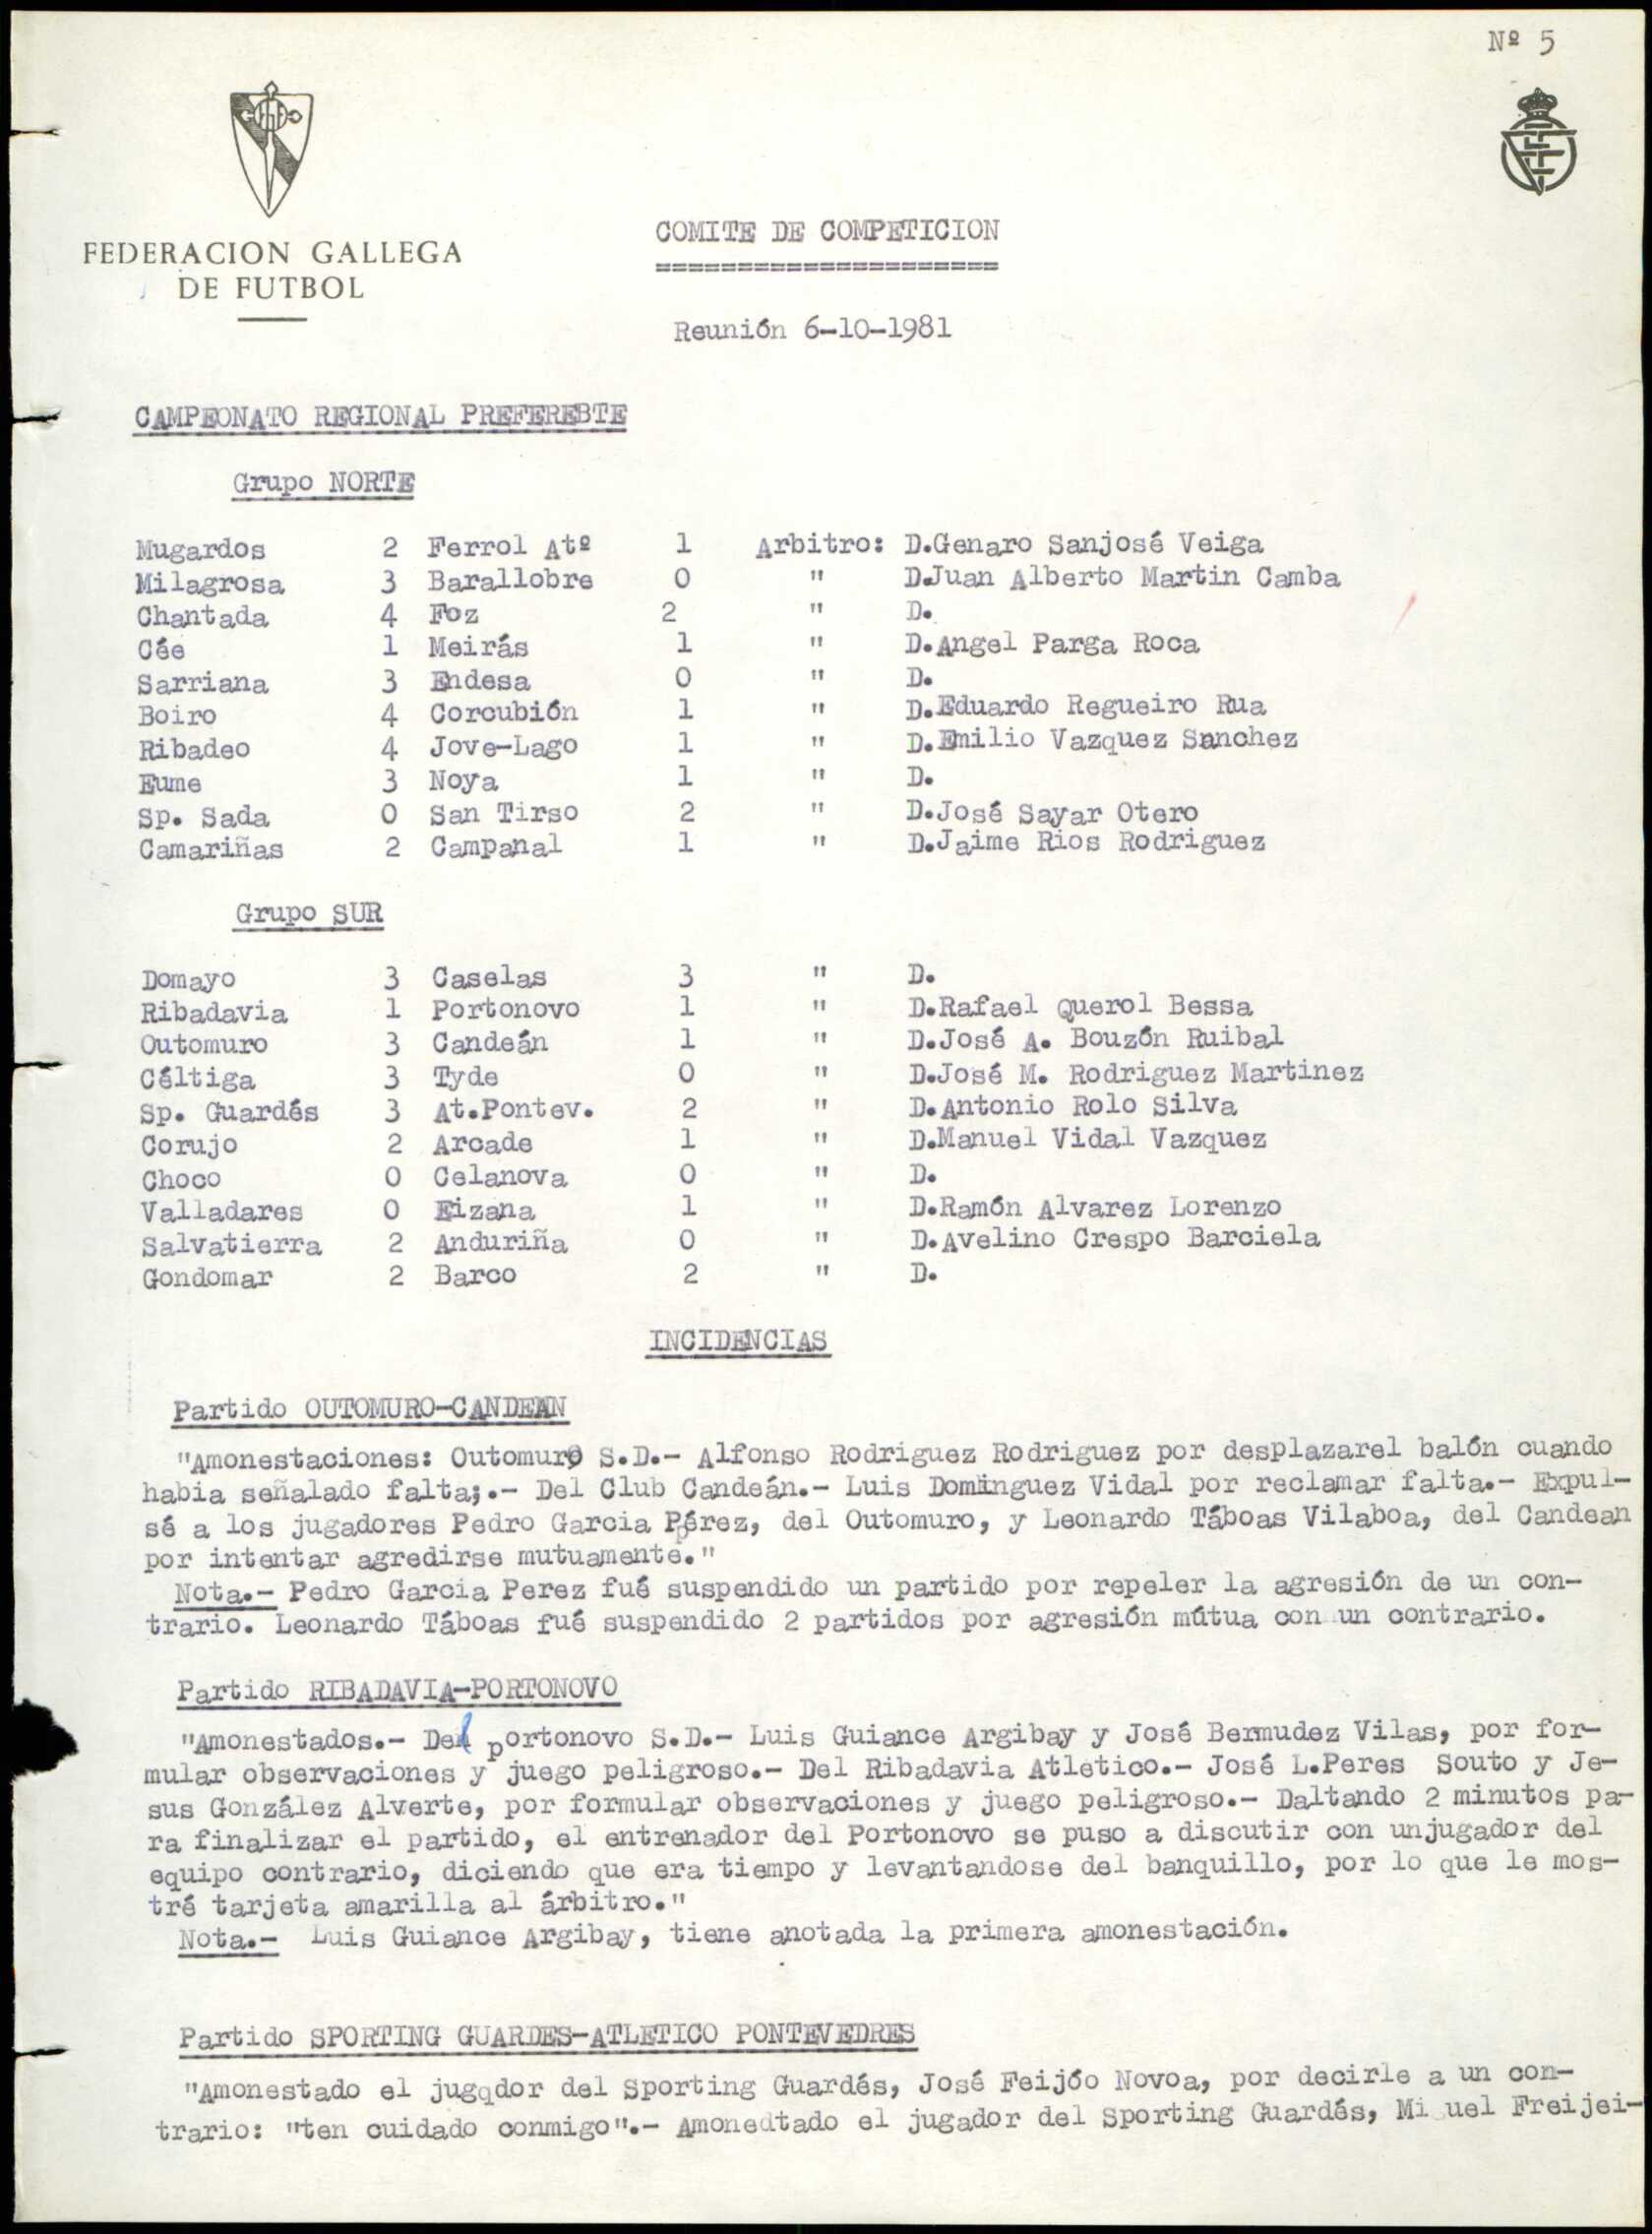 Nº 5
FEDERACION GALLEGA
DE FUTBOL
COMITE DE COMPETICION
=====================
Reunión 6-10-1981
CAMPEONATO REGIONAL PREFEREBTE
Grupo NORTE
Mugardos 2 Ferrol Atº 1 Arbitro: D.Genaro Sanjosé Veiga
Milagrosa 3 Barallobre 0 " D.Juan Alberto Martin Camba
Chantada 4 Foz 2 " D.
Cée 1 Meirás 1 " D.Angel Parga Roca
Sarriana 3 Endesa 0 " D.
Boiro 4 Corcubión 1 " D.Eduardo Regueiro Rua
Ribadeo 4 Jove-Lago 1 " D.Emilio Vazquez Sanchez
Eume 3 Noya 1 " D.
Sp. Sada 0 San Tirso 2 " D.José Sayar Otero
Camariñas 2 Campanal 1 " D.Jaime Rios Rodriguez
Grupo SUR
Domayo 3 Caselas 3 " D.
Ribadavia 1 Portonovo 1 " D.Rafael Querol Bessa
Outomuro 3 Candeán 1 " D.José A. Bouzón Ruibal
Céltiga 3 Tyde 0 " D.José M. Rodriguez Martinez
Sp. Guardés 3 At.Pontev. 2 " D.Antonio Rolo Silva
Corujo 2 Arcade 1 " D.Manuel Vidal Vazquez
Choco 0 Celanova 0 " D.
Valladares 0 Eizana 1 " D.Ramón Alvarez Lorenzo
Salvatierra 2 Anduriña 0 " D.Avelino Crespo Barciela
Gondomar 2 Barco 2 " D.
INCIDENCIAS
Partido OUTOMURO-CANDEAN
"Amonestaciones: Outomuro S.D.- Alfonso Rodriguez Rodriguez por desplazarel balón cuando
habia señalado falta;.- Del Club Candeán.- Luis Dominguez Vidal por reclamar falta.- Expul-
sé a los jugadores Pedro Garcia Pérez, del Outomuro, y Leonardo Táboas Vilaboa, del Candean
por intentar agredirse mutuamente."
Nota.- Pedro Garcia Perez fué suspendido un partido por repeler la agresión de un con-
trario. Leonardo Táboas fué suspendido 2 partidos por agresión mútua con un contrario.
Partido RIBADAVIA-PORTONOVO
"Amonestados.- Del portonovo S.D.- Luis Guiance Argibay y José Bermudez Vilas, por for-
mular observaciones y juego peligroso.- Del Ribadavia Atletico.- José L.Peres Souto y Je-
sus González Alverte, por formular observaciones y juego peligroso.- Daltando 2 minutos pa-
ra finalizar el partido, el entrenador del Portonovo se puso a discutir con unjugador del
equipo contrario, diciendo que era tiempo y levantandose del banquillo, por lo que le mos-
tré tarjeta amarilla al árbitro."
Nota.- Luis Guiance Argibay, tiene anotada la primera amonestación.
Partido SPORTING GUARDES-ATLETICO PONTEVEDRES
"Amonestado el jugqdor del Sporting Guardés, José Feijóo Novoa, por decirle a un con-
trario: "ten cuidado conmigo".- Amonedtado el jugador del Sporting Guardés, Mi uel Freijei-